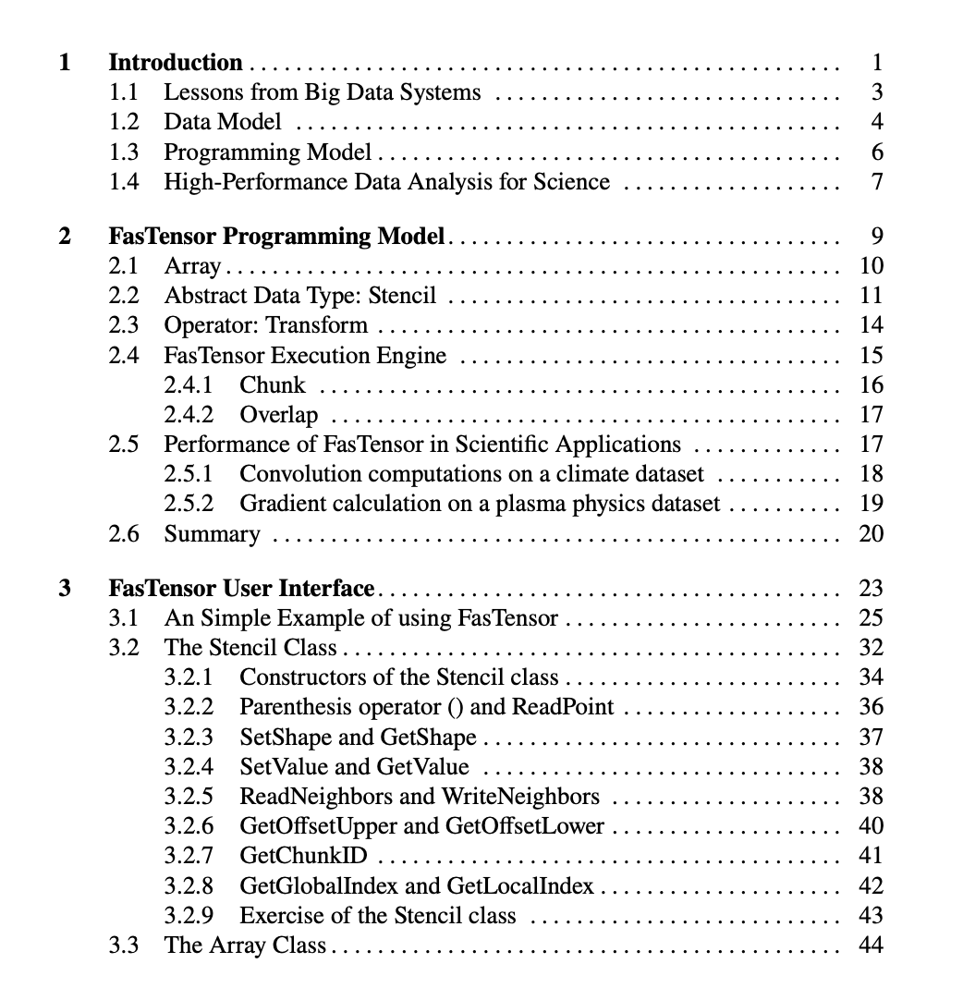 1 Introduction . . . . . . . . . . . . . . . . . . . . . . . . . . . . . . 1
1.1 Lessons from Big Data Systems . . . . . . . . . . . . . . . . . . . . 3
1.2 Data Model . . . . . . . . . . . . . . . . . . . . 4
1.3 Programming Model . . . . . . . . . . . . . . . . . . . . 6
1.4 High-Performance Data Analysis for Science . . . . . . . . . . . . . . . . . . . 7
2 FasTensor Programming Model . . . . . . . . . . . . . . . . . . . . 9
2.1 Array . . . . . . . . . . . . . . . . . . . . 10
2.2 Abstract Data Type: Stencil . . . . . . . . . . . . . . . . . . . . 11
2.3 Operator: Transform . . . . . . . . . . . . . . . . . . . . 14
2.4 FasTensor Execution Engine . . . . . . . . . . . . . . . . . . . . 15
2.4.1 Chunk . . . . . . . . . . . . . . . . . . . . 16
2.4.2 Overlap . . . . . . . . . . . . . . . . . . . . 17
2.5 Performance of FasTensor in Scientific Applications . . . . . . . . . . . . . 17
2.5.1 Convolution computations on a climate dataset . . . . . . . . . . . 18
2.5.2 Gradient calculation on a plasma physics dataset . . . . . . . . . . 19
2.6 Summary . . . . . . . . . . . . . . . . . . . . 20
3 FasTensor User Interface . . . . . . . . . . . . . . . . . . . . 23
3.1 An Simple Example of using FasTensor . . . . . . . . . . . . . . . . . . . . 25
3.2 The Stencil Class . . . . . . . . . . . . . . . . . . . . 32
3.2.1 Constructors of the Stencil class . . . . . . . . . . . . . . . . . . . . 34
3.2.2 Parenthesis operator () and ReadPoint . . . . . . . . . . . . . . . . . . . 36
3.2.3 SetShape and GetShape . . . . . . . . . . . . . . . . . . . . 37
3.2.4 SetValue and GetValue . . . . . . . . . . . . . . . . . . . . 38
3.2.5 ReadNeighbors and WriteNeighbors . . . . . . . . . . . . . . . . . . . . 38
3.2.6 GetOffsetUpper and GetOffsetLower . . . . . . . . . . . . . . . . . . . . 40
3.2.7 GetChunkID . . . . . . . . . . . . . . . . . . . . 41
3.2.8 GetGlobalIndex and GetLocalIndex . . . . . . . . . . . . . . . . . . . . 42
3.2.9 Exercise of the Stencil class . . . . . . . . . . . . . . . . . . . . 43
3.3 The Array Class . . . . . . . . . . . . . . . . . . . . 44